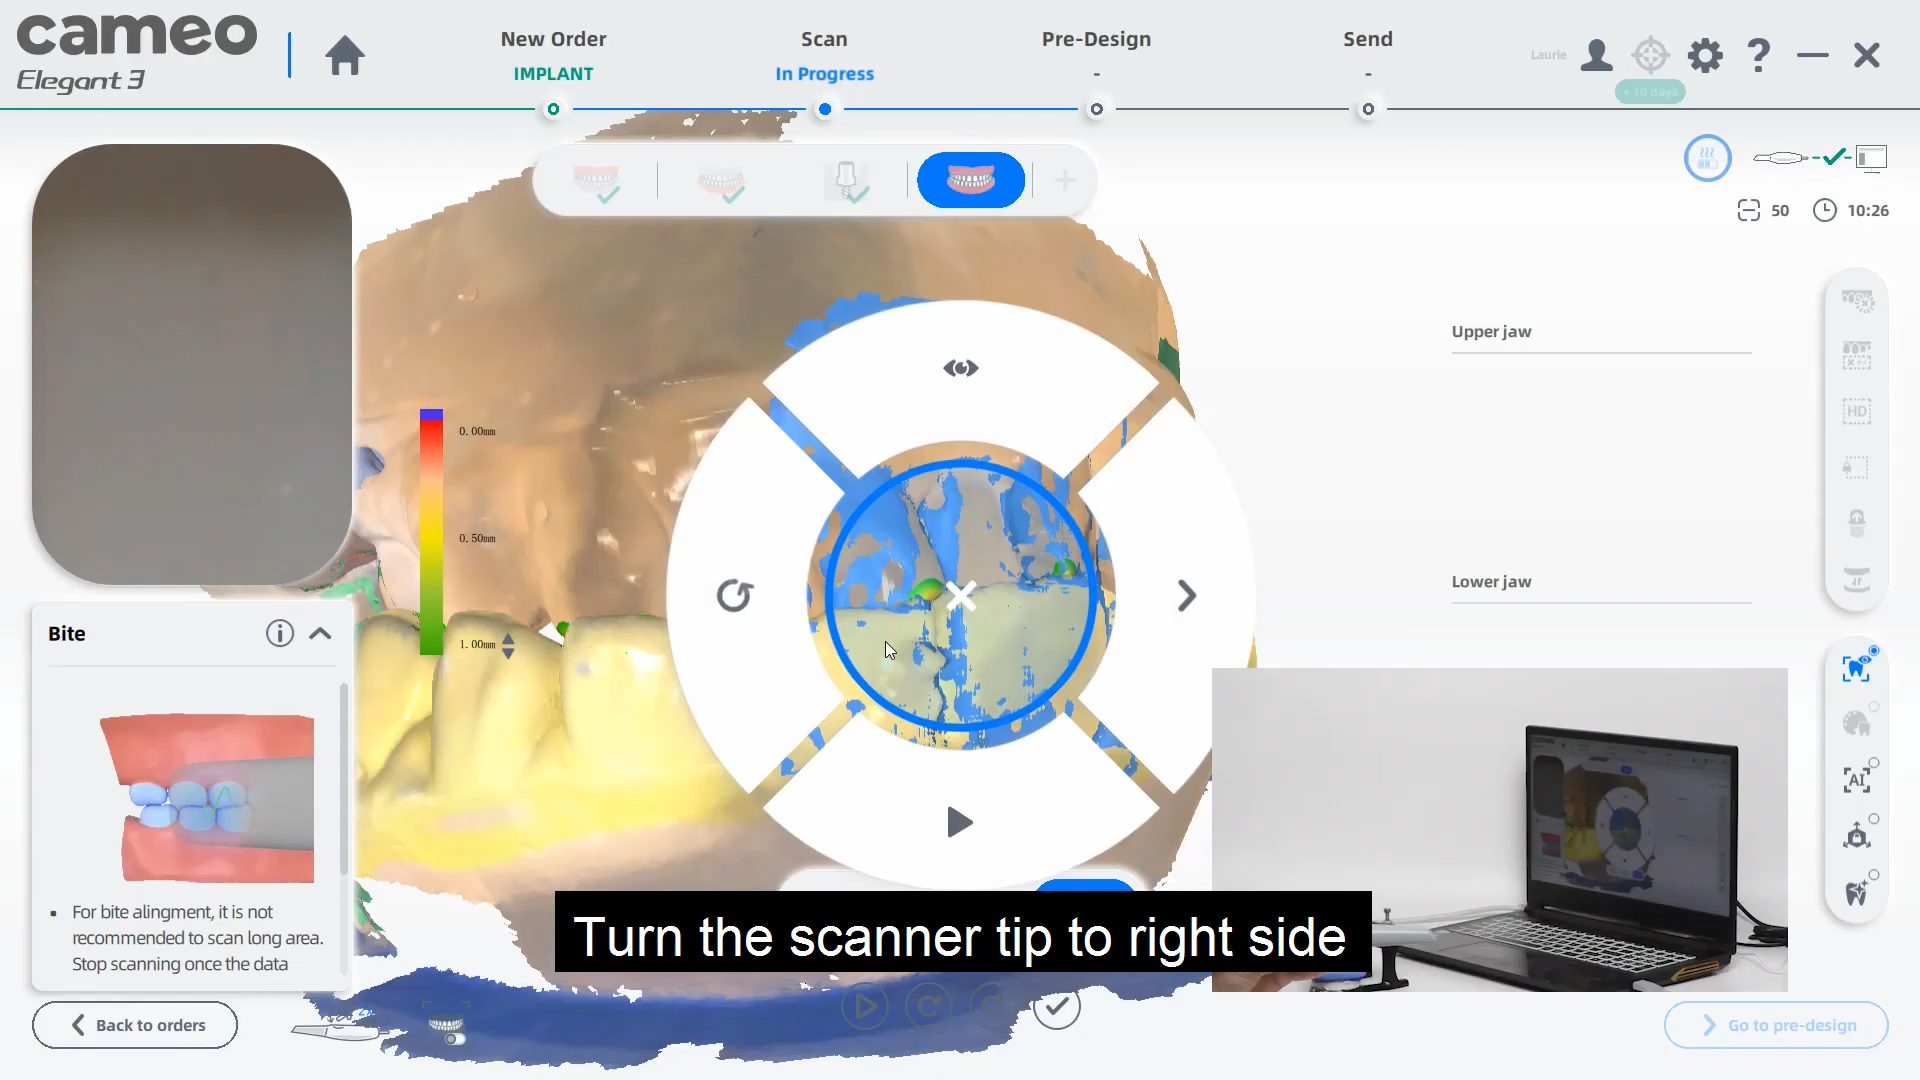 cameo
Elegant 3
New Order
IMPLANT
Scan
In Progress
Pre-Design
-
Send
-
Laurie
+10 days
50
10:26
Upper jaw
0.00mm
0.50mm
1.00mm
HD
Lower jaw
Bite
AI
For bite alingment, it is not
recommended to scan long area.
Stop scanning once the data
Turn the scanner tip to right side
Back to orders
Go to pre-design